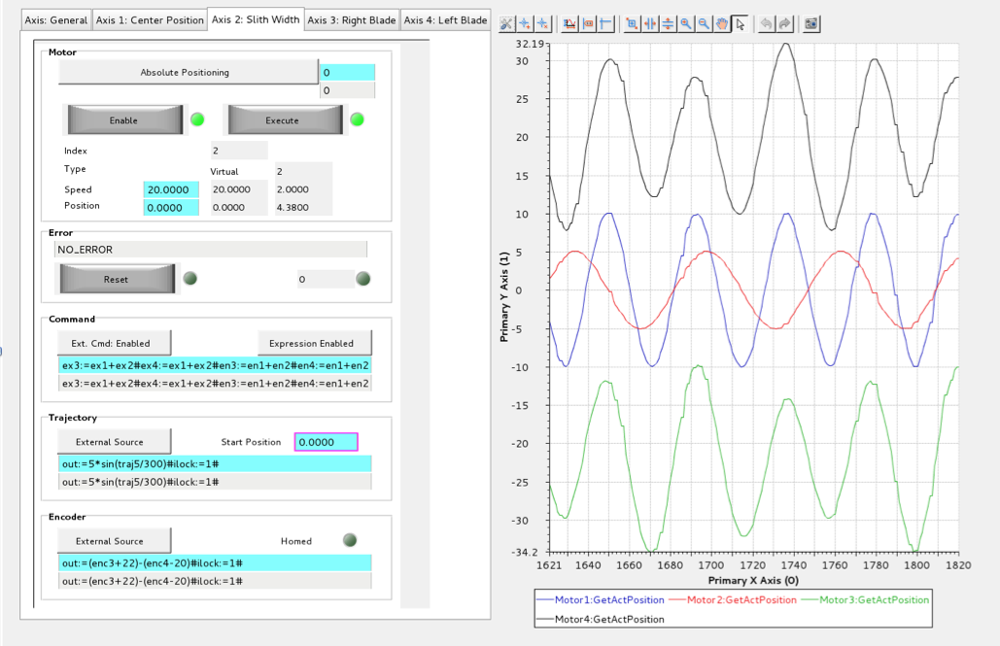 Axis: General
Axis 1: Center Position
Axis 2: Slith Width
Axis 3: Right Blade
Axis 4: Left Blade
Motor
Absolute Positioning
0
0
Enable
Execute
Index
2
Type
Virtual
2
Speed
20.0000
20.0000
2.0000
Position
0.0000
0.0000
4.3800
Error
NO_ERROR
Reset
0
Command
Ext. Cmd: Enabled
Expression Enabled
ex3:=ex1+ex2#ex4:=ex1+ex2#en3:=en1+en2#en4:=en1+en2
ex3:=ex1+ex2#ex4:=ex1+ex2#en3:=en1+en2#en4:=en1+en2
Trajectory
External Source
Start Position
0.0000
out:=5*sin(traj5/300)#ilock:=1#
out:=5*sin(traj5/300)#ilock:=1#
Encoder
External Source
Homed
out:=(enc3+22)-(enc4-20)#ilock:=1#
out:=(enc3+22)-(enc4-20)#ilock:=1#
Primary Y Axis (1)
32.19
30
25
20
15
10
5
0
-5
-10
-15
-20
-25
-30
-34.2
1621
1640
1660
1680
1700
1720
1740
1760
1780
1800
1820
Primary X Axis (0)
Motor1:GetActPosition
Motor2:GetActPosition
Motor3:GetActPosition
Motor4:GetActPosition